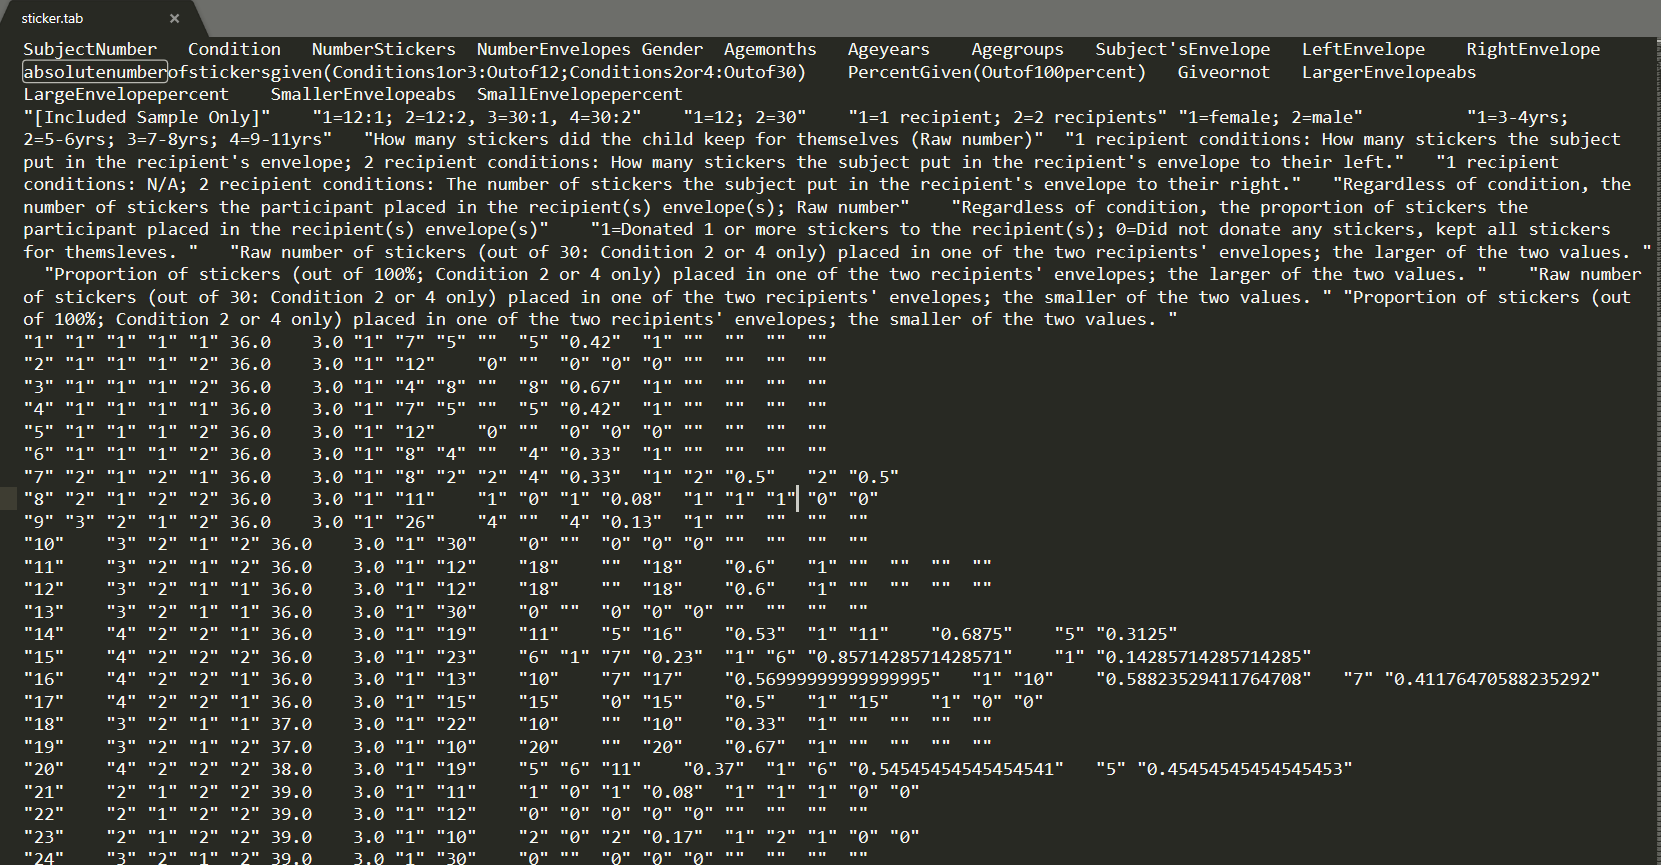 sticker.tab ×
SubjectNumber Condition NumberStickers NumberEnvelopes Gender Agemonths Ageyears Agegroups Subject'sEnvelope LeftEnvelope RightEnvelope
absolutenumberofstickersgiven(Conditions1or3:Outof12;Conditions2or4:Outof30) PercentGiven(Outof100percent) Giveornot LargerEnvelopeabs
LargeEnvelopepercent SmallerEnvelopeabs SmallEnvelopepercent
"[Included Sample Only]" "1=12:1; 2=12:2, 3=30:1, 4=30:2" "1=12; 2=30" "1=1 recipient; 2=2 recipients" "1=female; 2=male" "1=3-4yrs;
2=5-6yrs; 3=7-8yrs; 4=9-11yrs" "How many stickers did the child keep for themselves (Raw number)" "1 recipient conditions: How many stickers the subject
put in the recipient's envelope; 2 recipient conditions: How many stickers the subject put in the recipient's envelope to their left." "1 recipient
conditions: N/A; 2 recipient conditions: The number of stickers the subject put in the recipient's envelope to their right." "Regardless of condition, the
number of stickers the participant placed in the recipient(s) envelope(s); Raw number" "Regardless of condition, the proportion of stickers the
participant placed in the recipient(s) envelope(s)" "1=Donated 1 or more stickers to the recipient(s); 0=Did not donate any stickers, kept all stickers
for themsleves. " "Raw number of stickers (out of 30: Condition 2 or 4 only) placed in one of the two recipients' envelopes; the larger of the two values. "
"Proportion of stickers (out of 100%; Condition 2 or 4 only) placed in one of the two recipients' envelopes; the larger of the two values. " "Raw number
of stickers (out of 30: Condition 2 or 4 only) placed in one of the two recipients' envelopes; the smaller of the two values. " "Proportion of stickers (out
of 100%; Condition 2 or 4 only) placed in one of the two recipients' envelopes; the smaller of the two values. "
"1" "1" "1" "1" "1" 36.0 3.0 "1" "7" "5" "" "5" "0.42" "1" "" "" "" ""
"2" "1" "1" "1" "2" 36.0 3.0 "1" "12" "0" "" "0" "0" "0" "" "" "" ""
"3" "1" "1" "1" "2" 36.0 3.0 "1" "4" "8" "" "8" "0.67" "1" "" "" "" ""
"4" "1" "1" "1" "1" 36.0 3.0 "1" "7" "5" "" "5" "0.42" "1" "" "" "" ""
"5" "1" "1" "1" "2" 36.0 3.0 "1" "12" "0" "" "0" "0" "0" "" "" "" ""
"6" "1" "1" "1" "2" 36.0 3.0 "1" "8" "4" "" "4" "0.33" "1" "" "" "" ""
"7" "2" "1" "2" "1" 36.0 3.0 "1" "8" "2" "2" "4" "0.33" "1" "2" "0.5" "2" "0.5"
"8" "2" "1" "2" "2" 36.0 3.0 "1" "11" "1" "0" "1" "0.08" "1" "1" "1" "0" "0"
"9" "3" "2" "1" "2" 36.0 3.0 "1" "26" "4" "" "4" "0.13" "1" "" "" "" ""
"10" "3" "2" "1" "2" 36.0 3.0 "1" "30" "0" "" "0" "0" "0" "" "" "" ""
"11" "3" "2" "1" "2" 36.0 3.0 "1" "12" "18" "" "18" "0.6" "1" "" "" "" ""
"12" "3" "2" "1" "1" 36.0 3.0 "1" "12" "18" "" "18" "0.6" "1" "" "" "" ""
"13" "3" "2" "1" "1" 36.0 3.0 "1" "30" "0" "" "0" "0" "0" "" "" "" ""
"14" "4" "2" "2" "1" 36.0 3.0 "1" "19" "11" "5" "16" "0.53" "1" "11" "0.6875" "5" "0.3125"
"15" "4" "2" "2" "2" 36.0 3.0 "1" "23" "6" "1" "7" "0.23" "1" "6" "0.8571428571428571" "1" "0.14285714285714285"
"16" "4" "2" "2" "1" 36.0 3.0 "1" "13" "10" "7" "17" "0.56999999999999995" "1" "10" "0.58823529411764708" "7" "0.41176470588235292"
"17" "4" "2" "2" "1" 36.0 3.0 "1" "15" "15" "0" "15" "0.5" "1" "15" "1" "0" "0"
"18" "3" "2" "1" "1" 37.0 3.0 "1" "22" "10" "" "10" "0.33" "1" "" "" "" ""
"19" "3" "2" "1" "2" 37.0 3.0 "1" "10" "20" "" "20" "0.67" "1" "" "" "" ""
"20" "4" "2" "2" "2" 38.0 3.0 "1" "19" "5" "6" "11" "0.37" "1" "6" "0.54545454545454541" "5" "0.45454545454545453"
"21" "2" "1" "2" "2" 39.0 3.0 "1" "11" "1" "0" "1" "0.08" "1" "1" "1" "0" "0"
"22" "2" "1" "2" "2" 39.0 3.0 "1" "12" "0" "0" "0" "0" "0" "" "" "" ""
"23" "2" "1" "2" "2" 39.0 3.0 "1" "10" "2" "0" "2" "0.17" "1" "2" "1" "0" "0"
"24" "3" "2" "1" "2" 39.0 3.0 "1" "30" "0" "" "0" "0" "0" "" "" "" ""